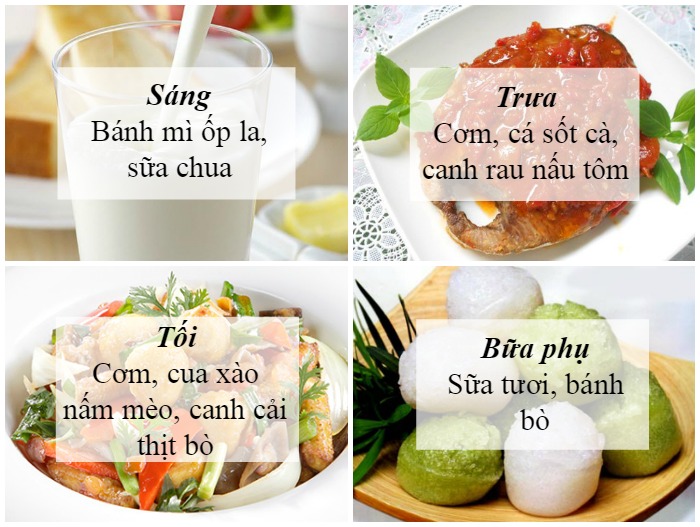 Sáng
Bánh mì ốp la,
sữa chua
Trưa
Cơm, cá sốt cà,
canh rau nấu tôm
Tối
Cơm, cua xào
nấm mèo, canh cải
thịt bò
Bữa phụ
Sữa tươi, bánh
bò